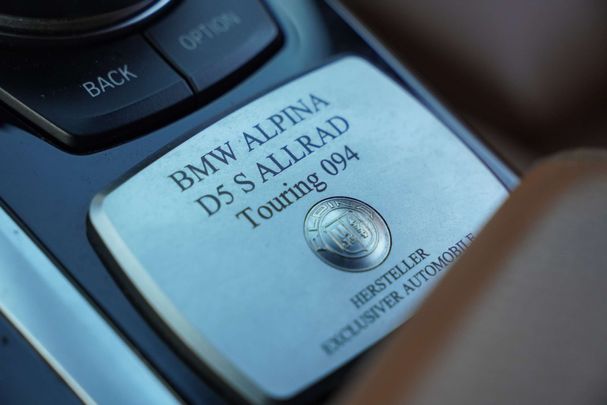 BACK
OPTION
BMW ALPINA
D5 S ALLRAD
Touring 094
HERSTELLER
EXCLUSIVER AUTOMOBILE